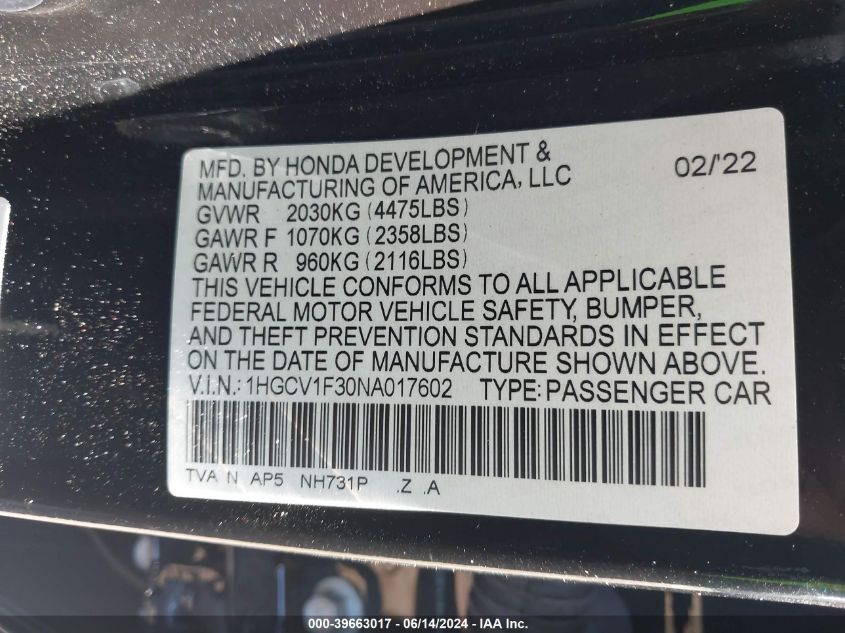 MFD. BY HONDA DEVELOPMENT &
MANUFACTURING OF AMERICA, LLC 02/'22
GVWR 2030KG (4475LBS)
GAWR F 1070KG (2358LBS)
GAWR R 960KG (2116LBS)
THIS VEHICLE CONFORMS TO ALL APPLICABLE
FEDERAL MOTOR VEHICLE SAFETY, BUMPER,
AND THEFT PREVENTION STANDARDS IN EFFECT
ON THE DATE OF MANUFACTURE SHOWN ABOVE.
V.I.N.: 1HGCV1F30NA017602 TYPE: PASSENGER CAR
TVA N AP5 NH731P .Z .A
000-39663017 - 06/14/2024 - IAA Inc.